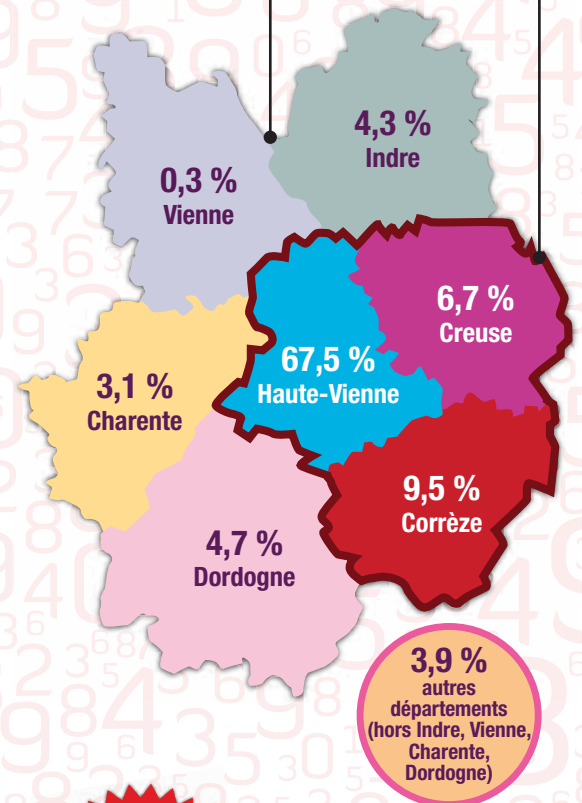 4,3 %
Indre
0,3 %
Vienne
6,7 %
Creuse
67,5 %
Haute-Vienne
3,1 %
Charente
9,5 %
Corrèze
4,7 %
Dordogne
3,9 %
autres
départements
(hors Indre, Vienne,
Charente,
Dordogne)